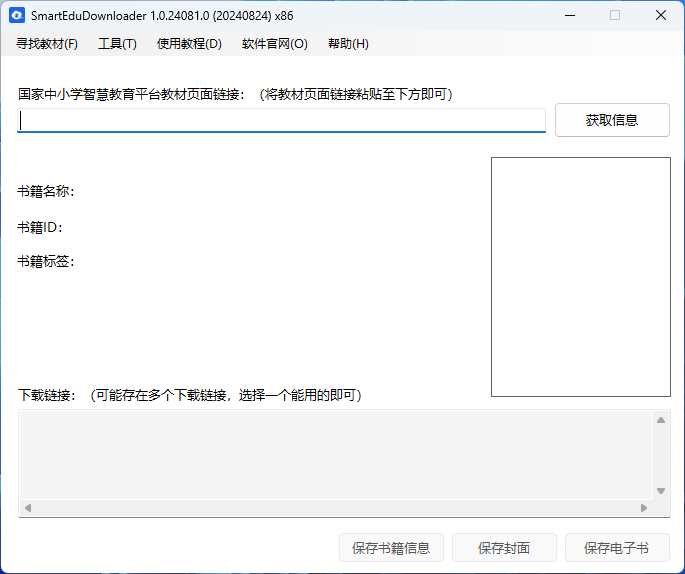 SmartEduDownloader 1.0.24081.0 (20240824) x86
寻找教材(F) 工具(T) 使用教程(D) 软件官网(O) 帮助(H)
国家中小学智慧教育平台教材页面链接：（将教材页面链接粘贴至下方即可）
获取信息
书籍名称：
书籍ID：
书籍标签：
下载链接：（可能存在多个下载链接，选择一个能用的即可）
保存书籍信息 保存封面 保存电子书